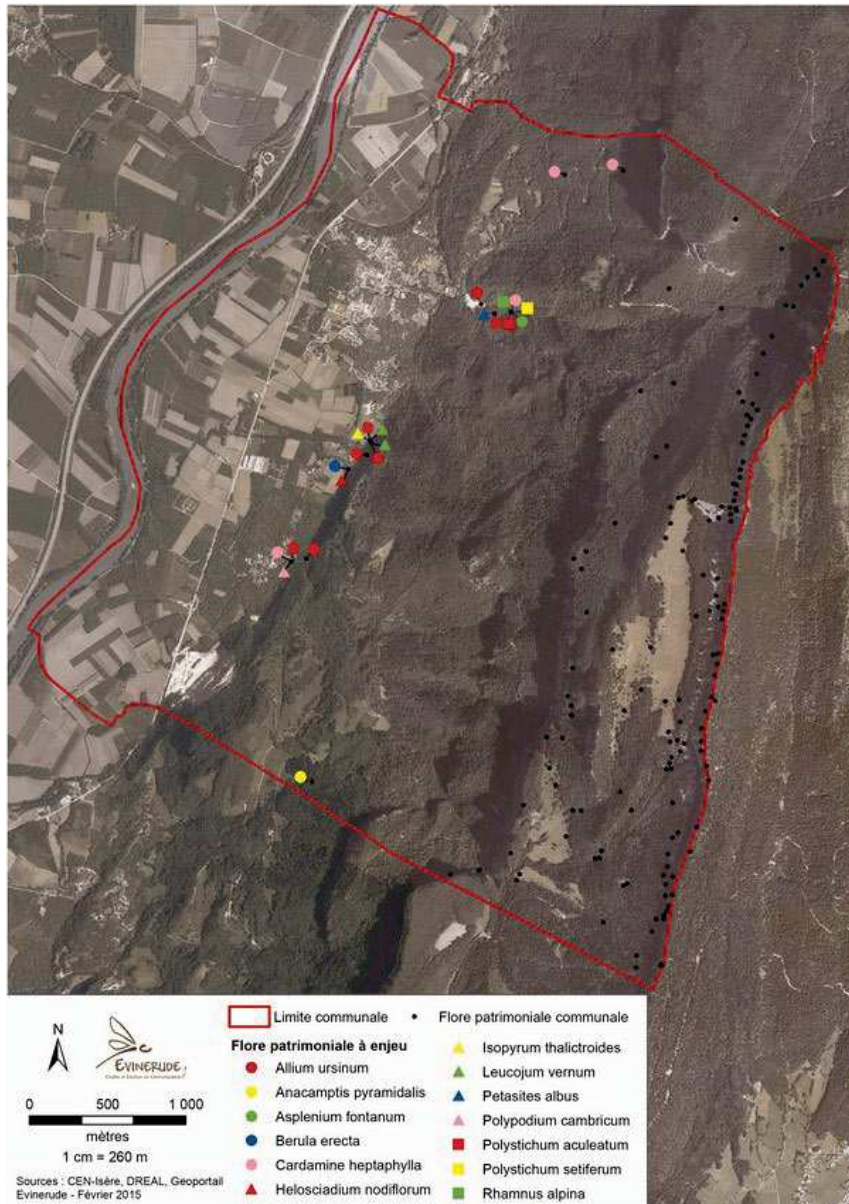 Limite communale
Flore patrimoniale communale
Flore patrimoniale à enjeu
Allium ursinum
Anacamptis pyramidalis
Asplenium fontanum
Berula erecta
Cardamine heptaphylla
Helosciadium nodiflorum
Isopyrum thalictroides
Leucojum vernum
Petasites albus
Polypodium cambricum
Polystichum aculeatum
Polystichum setiferum
Rhamnus alpina
N
EVINERUDE
500 0 1 000
mètres
1 cm = 260 m
Sources : CEN-Isère, DREAL, Geoportail
Evinerude - Février 2015